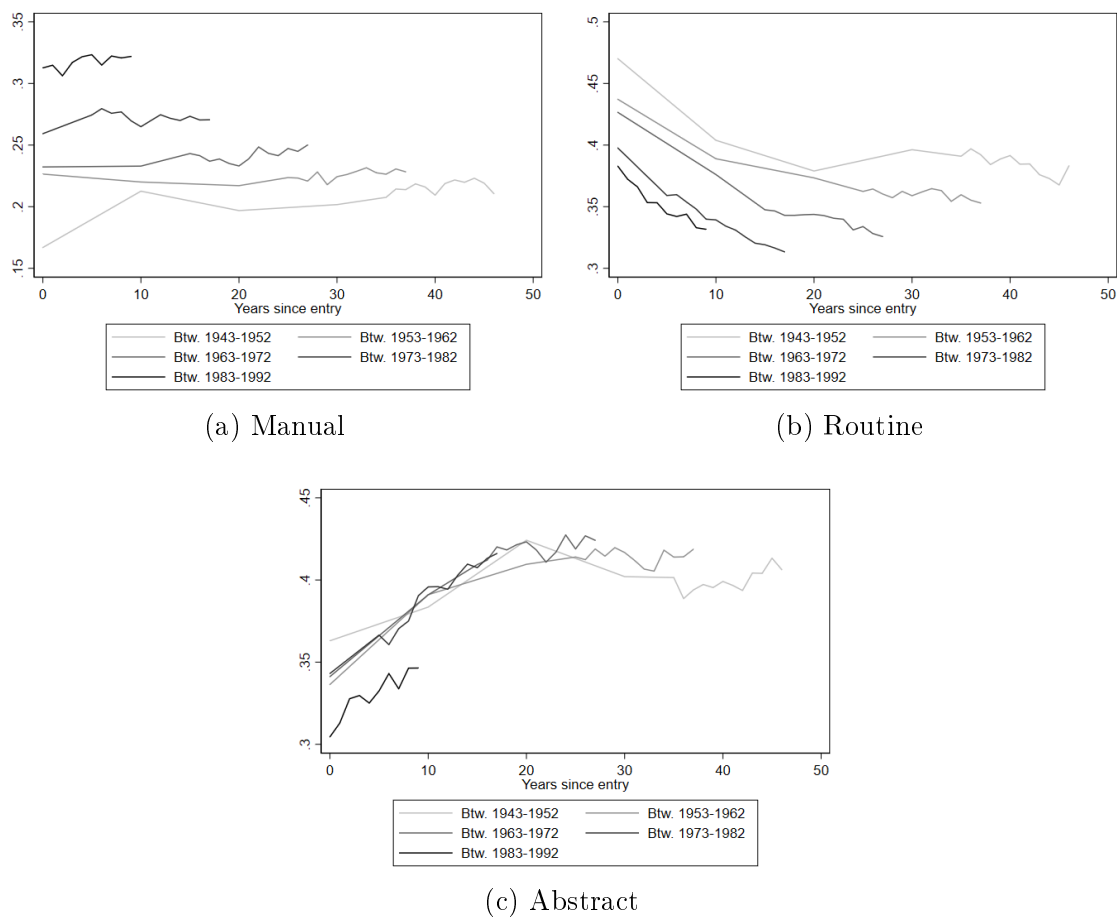 .35
.3
.25
.2
.15
0 10 20 30 40 50
Years since entry
Btw. 1943-1952 Btw. 1953-1962
Btw. 1963-1972 Btw. 1973-1982
Btw. 1983-1992
(a) Manual
.5
.45
.4
.35
.3
0 10 20 30 40 50
Years since entry
Btw. 1943-1952 Btw. 1953-1962
Btw. 1963-1972 Btw. 1973-1982
Btw. 1983-1992
(b) Routine
.45
.4
.35
.3
0 10 20 30 40 50
Years since entry
Btw. 1943-1952 Btw. 1953-1962
Btw. 1963-1972 Btw. 1973-1982
Btw. 1983-1992
(c) Abstract